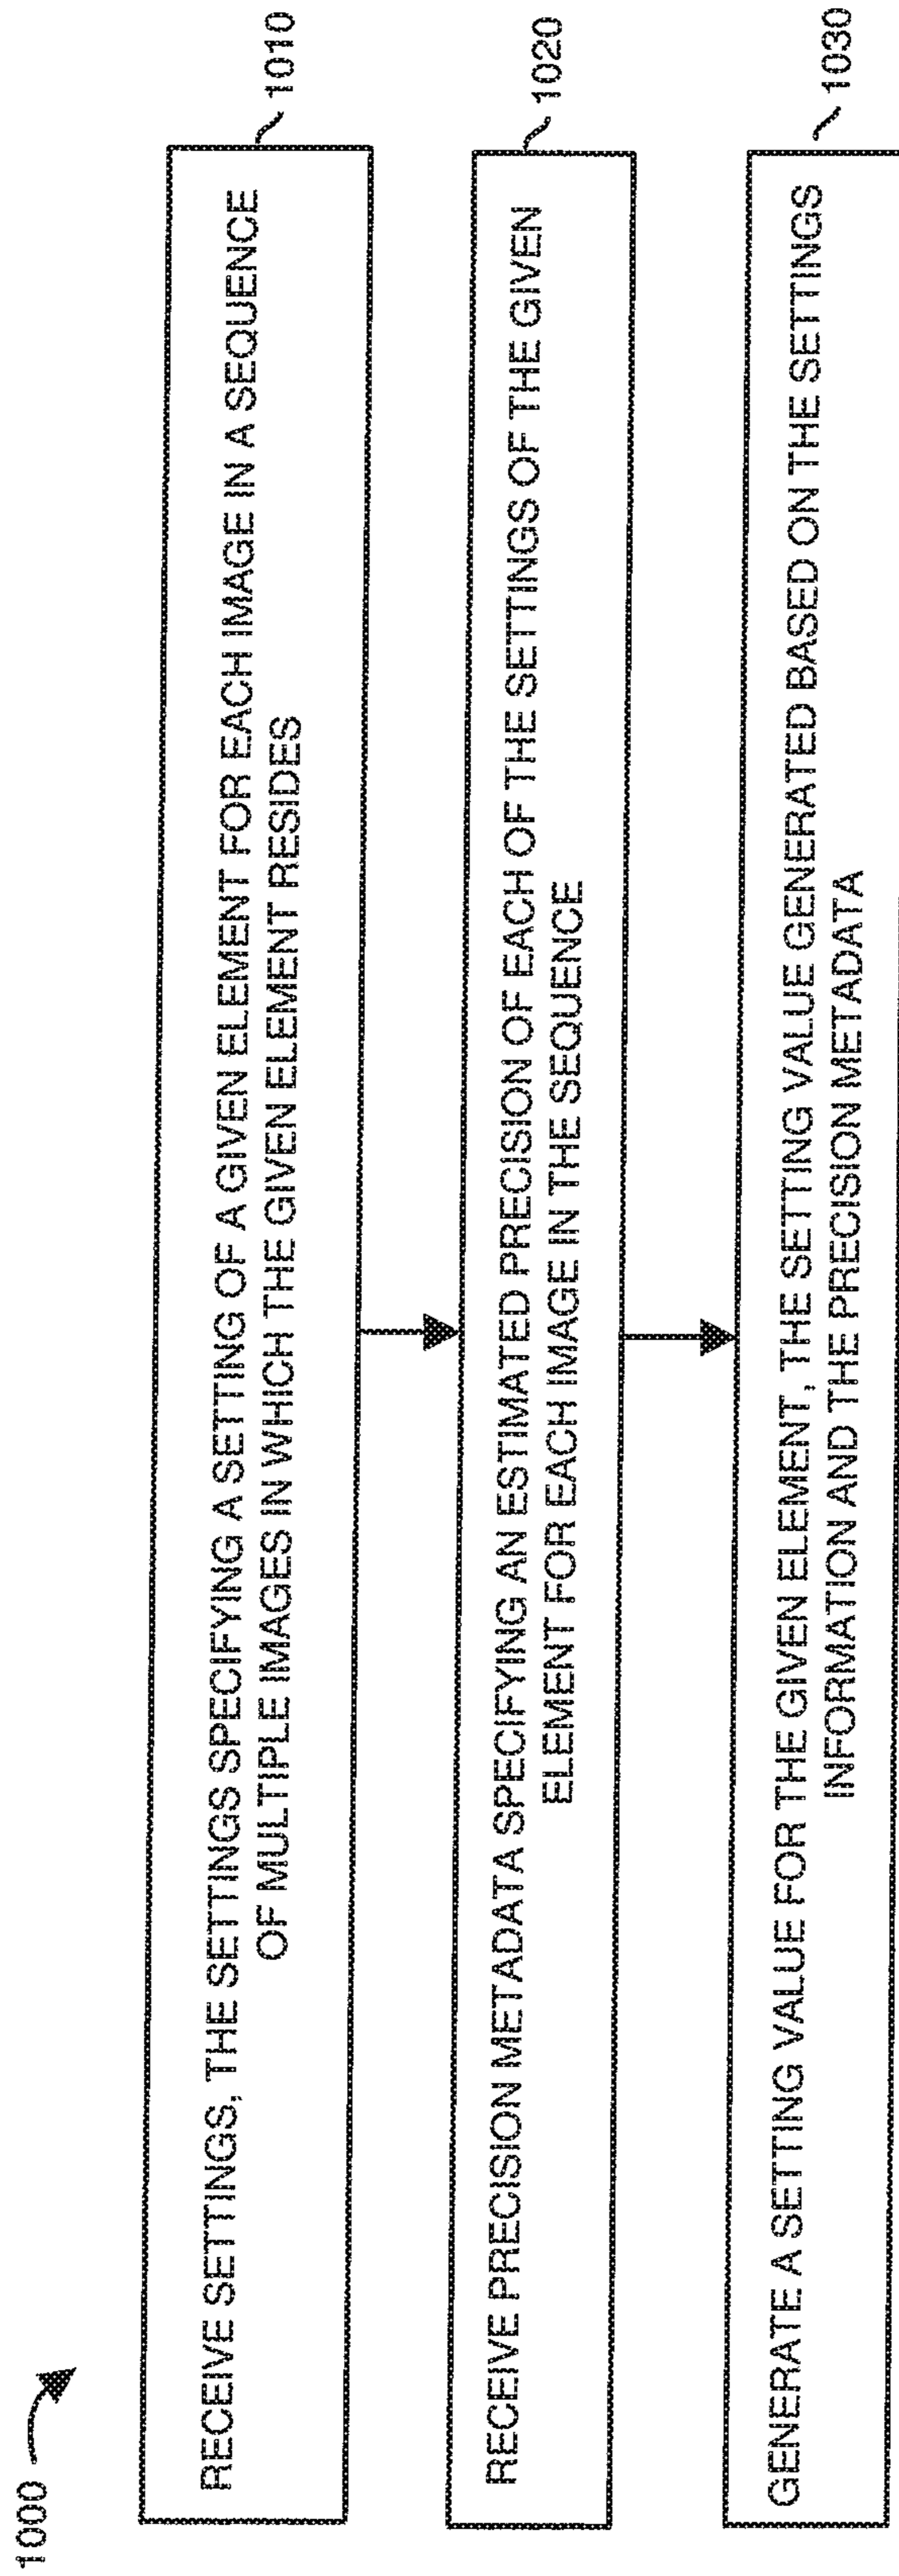 1000
RECEIVE SETTINGS, THE SETTINGS SPECIFYING A SETTING OF A GIVEN ELEMENT FOR EACH IMAGE IN A SEQUENCE
OF MULTIPLE IMAGES IN WHICH THE GIVEN ELEMENT RESIDES
1010
RECEIVE PRECISION METADATA SPECIFYING AN ESTIMATED PRECISION OF EACH OF THE SETTINGS OF THE GIVEN
ELEMENT FOR EACH IMAGE IN THE SEQUENCE
1020
GENERATE A SETTING VALUE FOR THE GIVEN ELEMENT, THE SETTING VALUE GENERATED BASED ON THE SETTINGS
INFORMATION AND THE PRECISION METADATA
1030